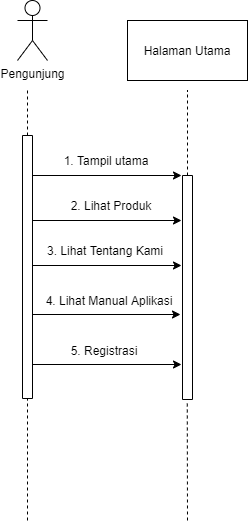 Pengunjung
Halaman Utama
1. Tampil utama
2. Lihat Produk
3. Lihat Tentang Kami
4. Lihat Manual Aplikasi
5. Registrasi